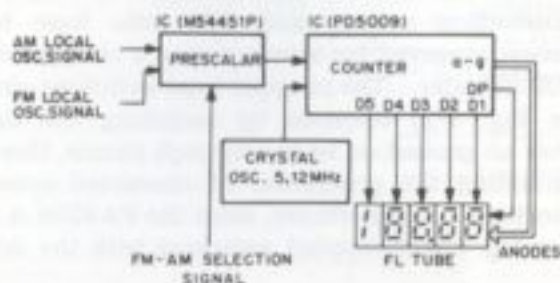 IC (M54451P)
IC (PD5009)
AM LOCAL
OSC. SIGNAL
FM LOCAL
OSC. SIGNAL
PRESCALAR
COUNTER
a-g
DP
D5 D4 D3 D2 D1
CRYSTAL
OSC. 5.12MHz
FM-AM SELECTION
SIGNAL
FL TUBE
ANODES